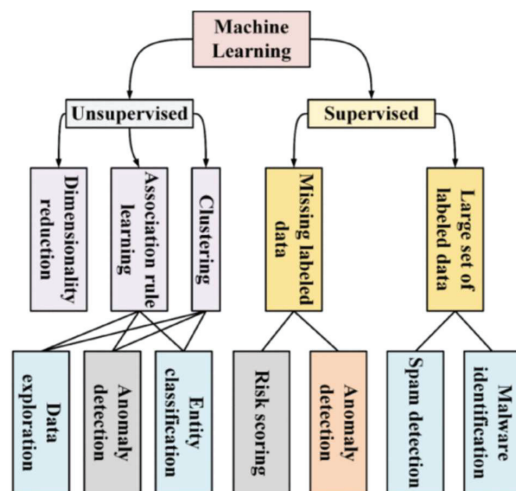 Machine
Learning
Unsupervised
Supervised
Dimensionality
reduction
Association rule
learning
Clustering
Missing labeled
data
Large set of
labeled data
Data
exploration
Anomaly
detection
Entity
classification
Risk scoring
Anomaly
detection
Spam detection
Malware
identification